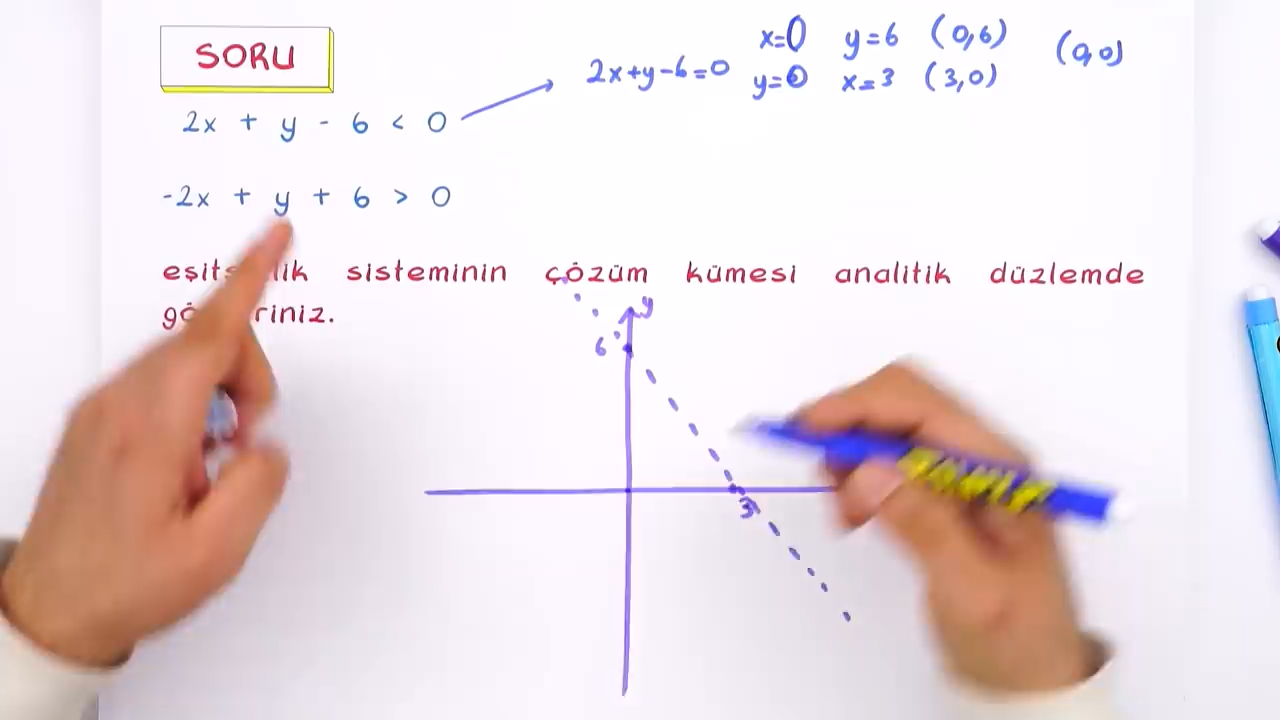 SORU
2x + y - 6 < 0
2x+y-6=0
x=0 y=6 (0,6)
y=0 x=3 (3,0)
(0,0)
-2x + y + 6 > 0
sisteminin çözüm kümesi analitik düzlemde
y
6
3